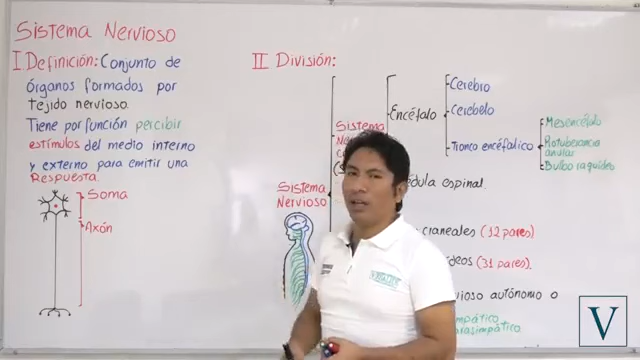 Sistema Nervioso
I Definición: Conjunto de
órganos formados por
tejido nervioso.
Tiene por función percibir
estímulos del medio interno
y externo para emitir una
Respuesta.
Soma
Axón
II División:
Sistema
Nervioso
Sistema
Encéfalo
Cerebro
Cerebelo
Tronco encefálico
Mesencéfalo
Protuberancia
anular
Bulbo raquídeo
espinal.
craneales (12 pares)
(31 pares).
autónomo o
V